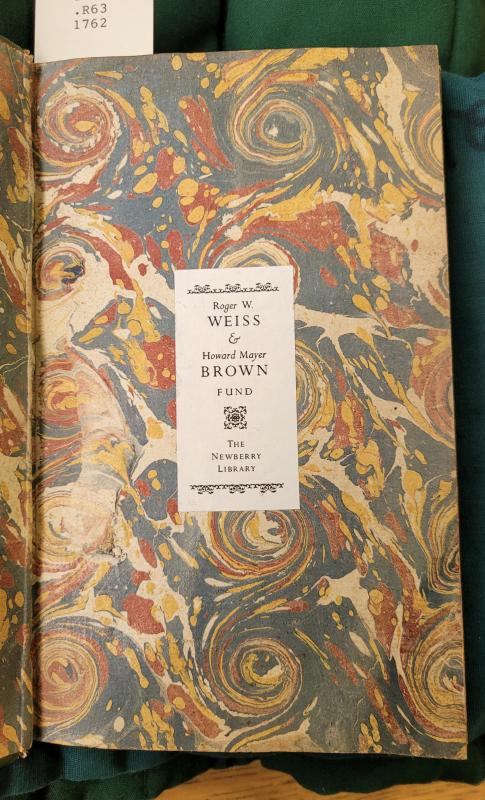 .R63
1762
Roger W.
WEISS
&
Howard Mayer
BROWN
FUND
THE
NEWBERRY
LIBRARY